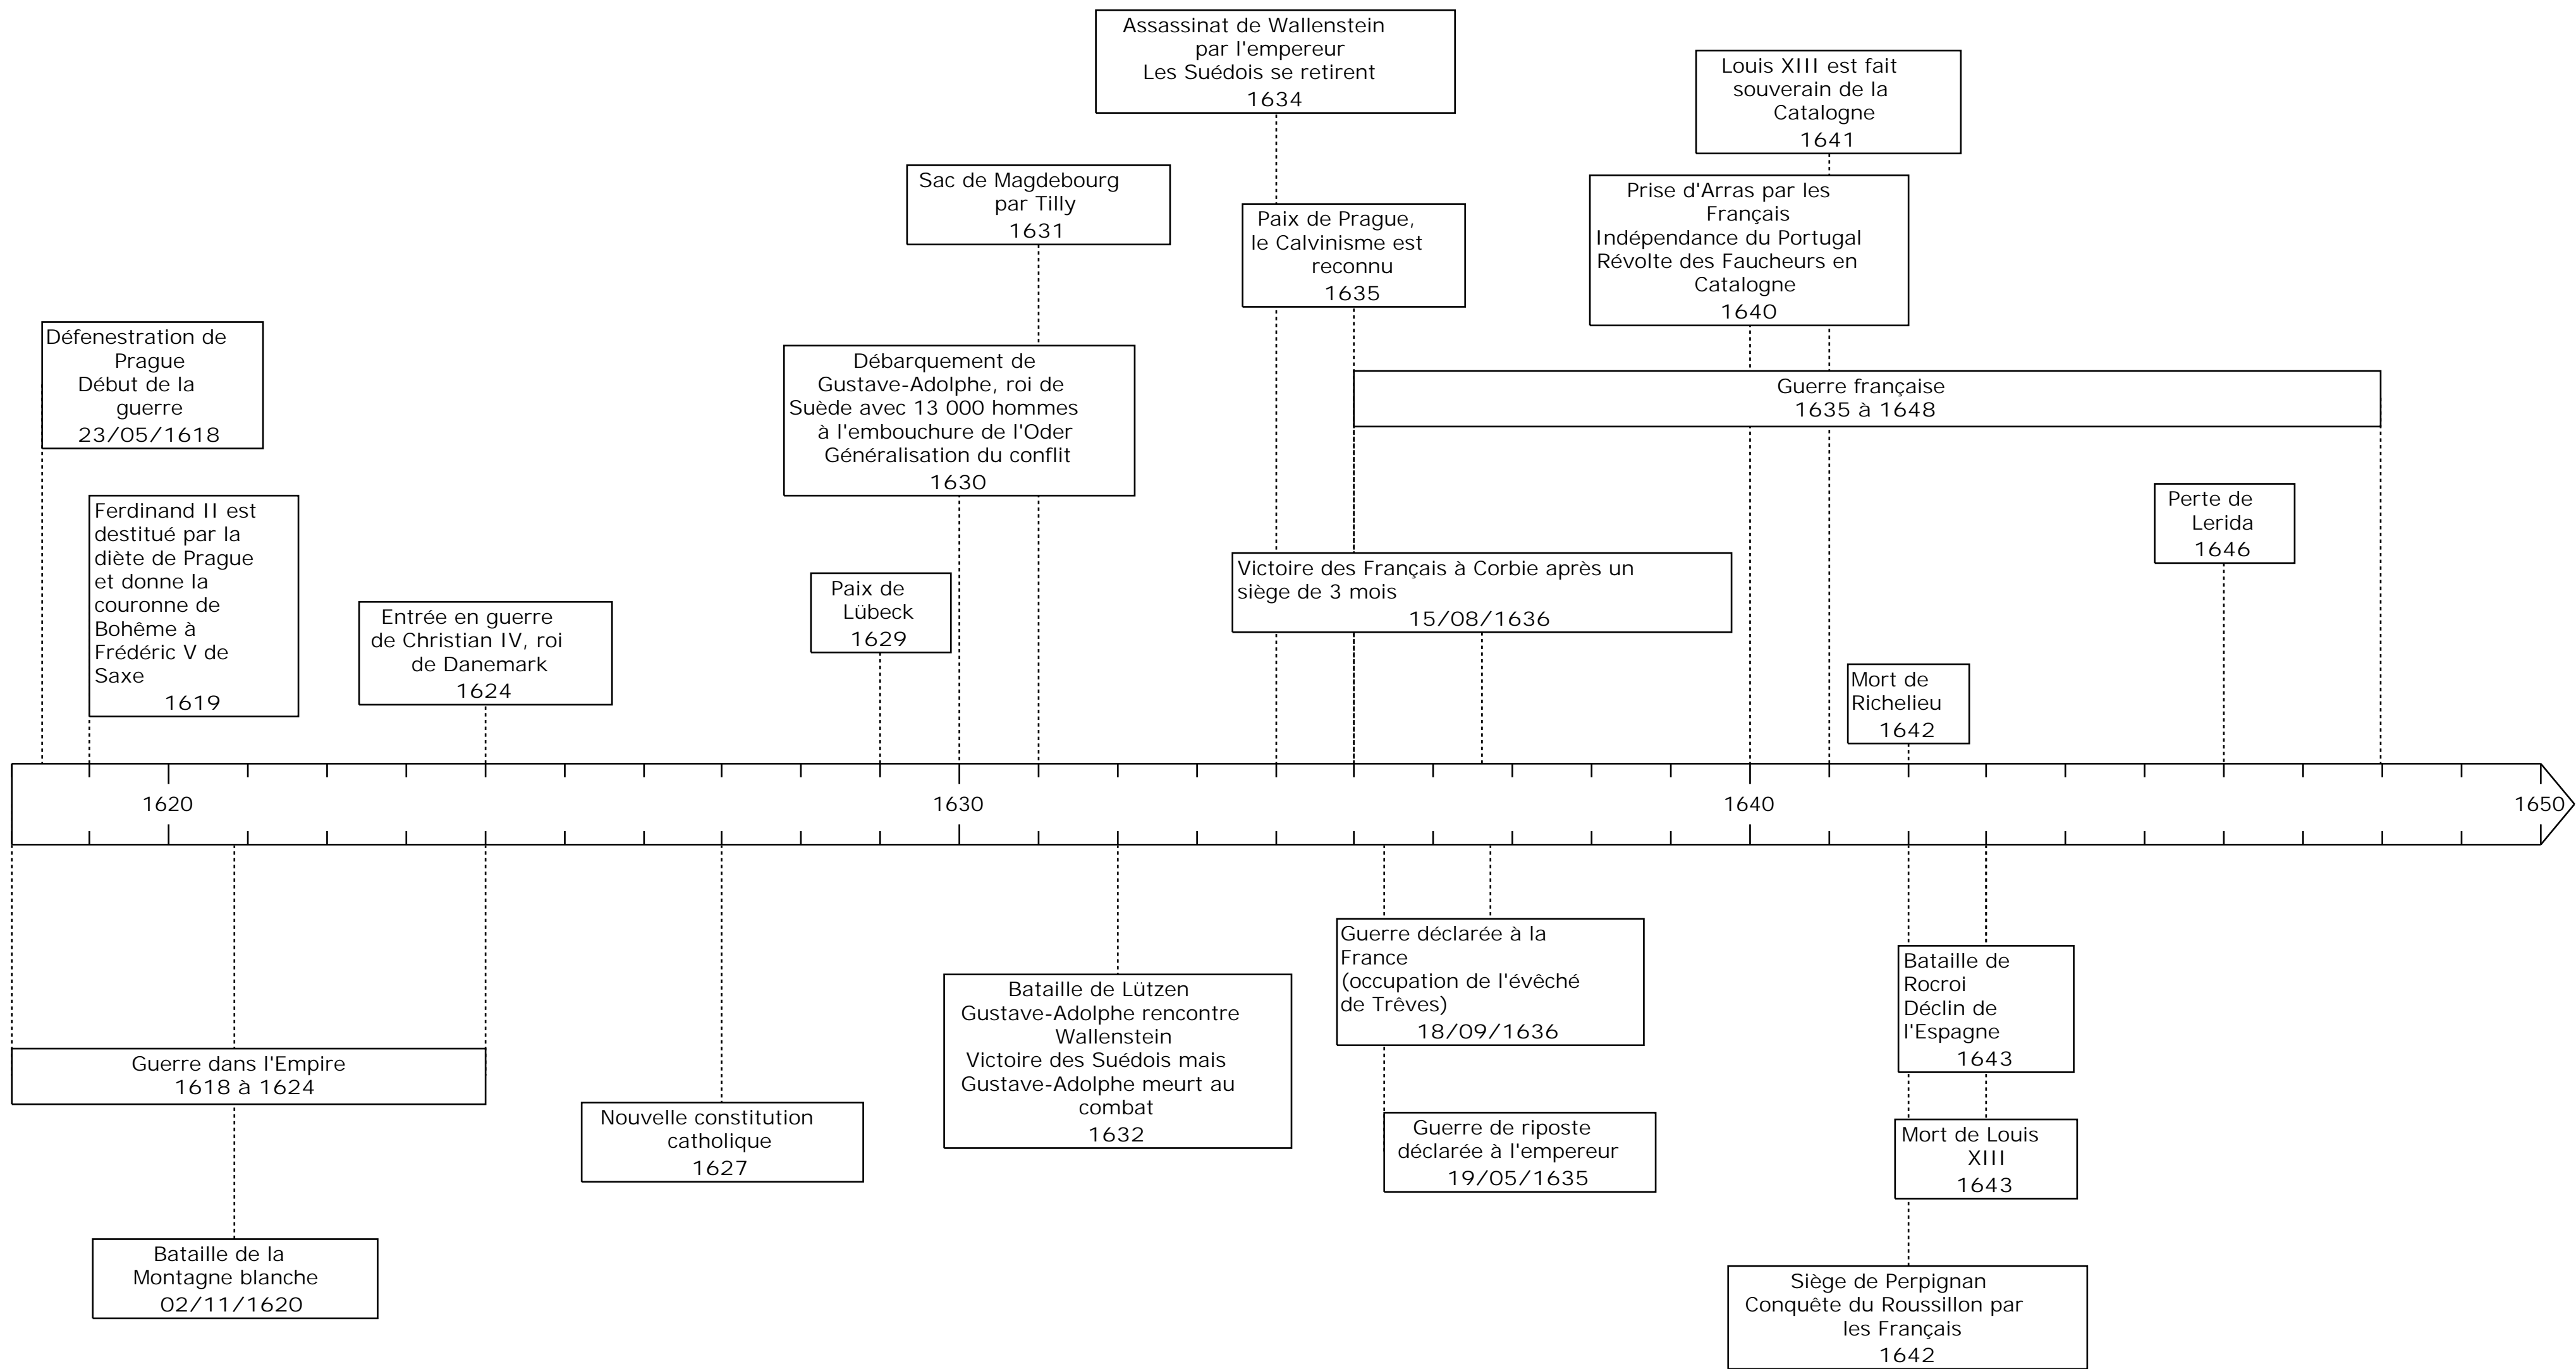 Assassinat de Wallenstein
par l'empereur
Les Suédois se retirent
1634
Louis XIII est fait
souverain de la
Catalogne
1641
Sac de Magdebourg
par Tilly
1631
Paix de Prague,
le Calvinisme est
reconnu
1635
Prise d'Arras par les
Français
Indépendance du Portugal
Révolte des Faucheurs en
Catalogne
1640
Défenestration de
Prague
Début de la
guerre
23/05/1618
Débarquement de
Gustave-Adolphe, roi de
Suède avec 13 000 hommes
à l'embouchure de l'Oder
Généralisation du conflit
1630
Guerre française
1635 à 1648
Ferdinand II est
destitué par la
diète de Prague
et donne la
couronne de
Bohême à
Frédéric V de
Saxe
1619
Perte de
Lerida
1646
Victoire des Français à Corbie après un
siège de 3 mois
15/08/1636
Paix de
Lübeck
1629
Entrée en guerre
de Christian IV, roi
de Danemark
1624
Mort de
Richelieu
1642
1620
1630
1640
1650
Guerre déclarée à la
France
(occupation de l'évêché
de Trêves)
18/09/1636
Bataille de
Rocroi
Déclin de
l'Espagne
1643
Bataille de Lützen
Gustave-Adolphe rencontre
Wallenstein
Victoire des Suédois mais
Gustave-Adolphe meurt au
combat
1632
Guerre dans l'Empire
1618 à 1624
Nouvelle constitution
catholique
1627
Guerre de riposte
déclarée à l'empereur
19/05/1635
Mort de Louis
XIII
1643
Bataille de la
Montagne blanche
02/11/1620
Siège de Perpignan
Conquête du Roussillon par
les Français
1642